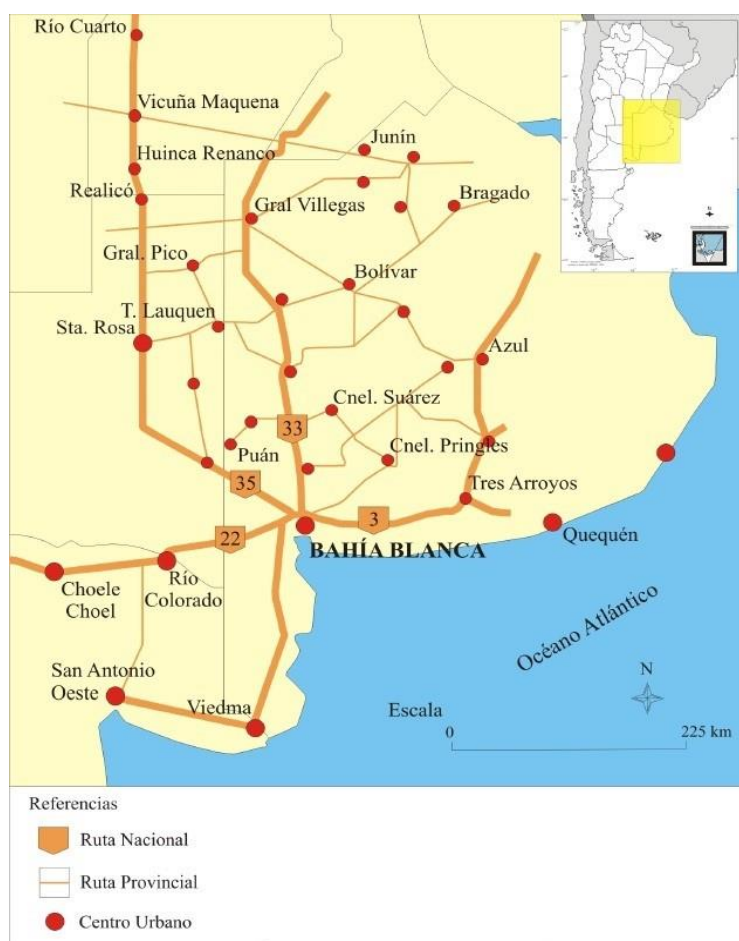 Río Cuarto
Vicuña Maquena
Huinca Renanco
Junín
Realicó
Bragado
Gral Villegas
Gral. Pico
Bolívar
T. Lauquen
Sta. Rosa
Azul
Cnel. Suárez
33
Puán
Cnel. Pringles
35
Tres Arroyos
22
3
Quequén
BAHÍA BLANCA
Choele
Choel
Río
Colorado
Océano Atlántico
San Antonio
Oeste
N
Viedma
Escala
0
225 km
Referencias
Ruta Nacional
Ruta Provincial
Centro Urbano